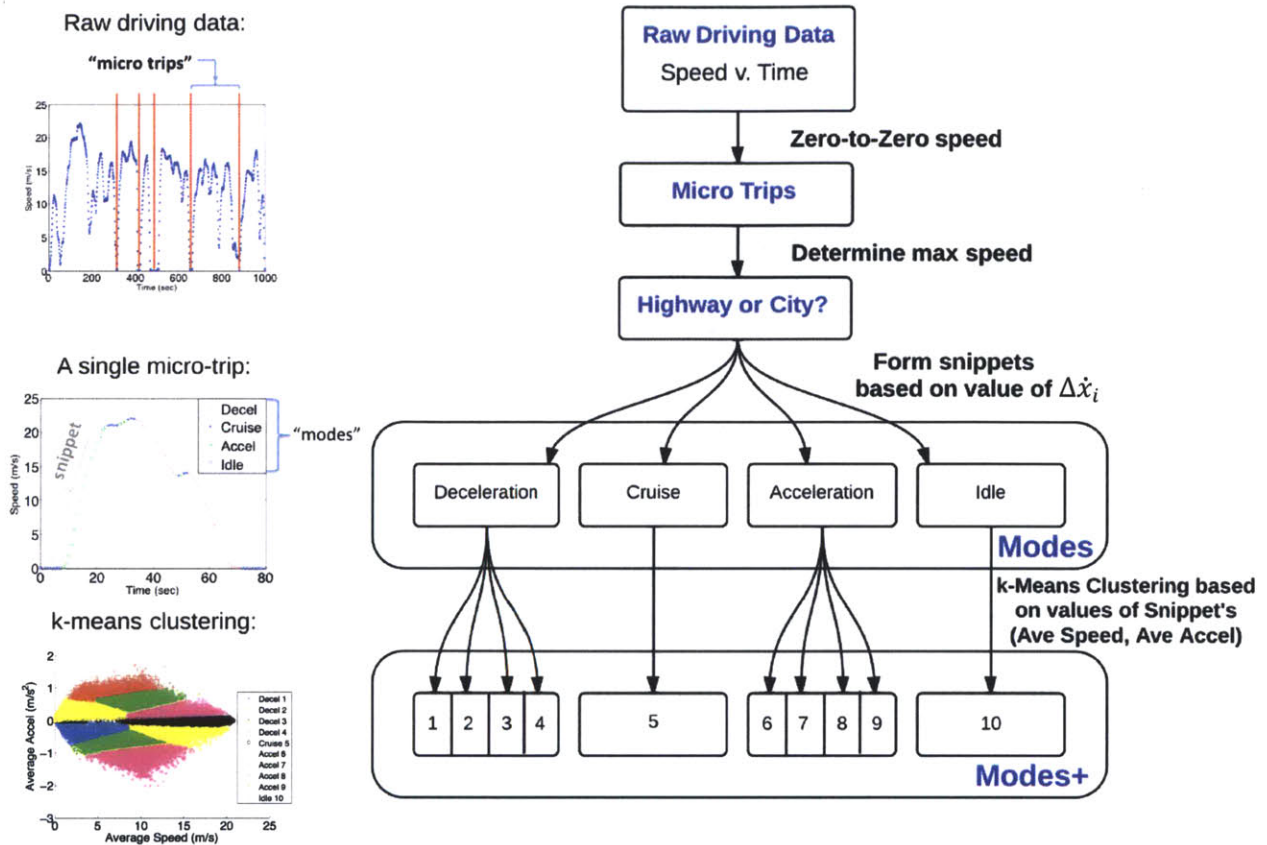 Raw driving data:
"micro trips"
25
20
15
10
5
0
Speed (m/s)
0
200
400
600
800
1000
Time (sec)
A single micro-trip:
25
20
15
10
5
0
Speed (m/s)
snippet
Decel
Cruise
Accel
Idle
"modes"
0
20
40
60
80
Time (sec)
k-means clustering:
2
1
0
-1
-2
-3
Average Accel (m/s²)
Decel 1
Decel 2
Decel 3
Decel 4
Cruise 5
Accel 6
Accel 7
Accel 8
Accel 9
Idle 10
0
5
10
15
20
25
Average Speed (m/s)
Raw Driving Data
Speed v. Time
Zero-to-Zero speed
Micro Trips
Determine max speed
Highway or City?
Form snippets
based on value of Δẋᵢ
Deceleration
Cruise
Acceleration
Idle
Modes
k-Means Clustering based
on values of Snippet's
(Ave Speed, Ave Accel)
1
2
3
4
5
6
7
8
9
10
Modes+